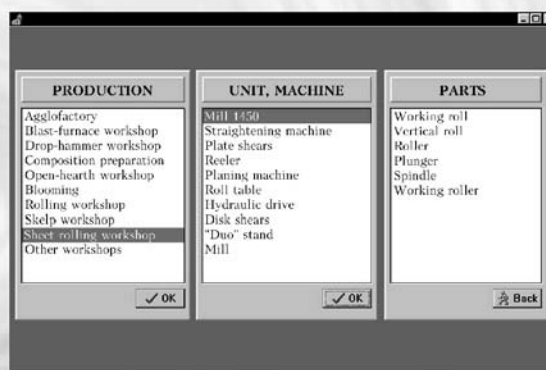 PRODUCTION
Agglofactory
Blast-furnace workshop
Drop-hammer workshop
Composition preparation
Open-hearth workshop
Blooming
Rolling workshop
Skelp workshop
Sheet rolling workshop
Other workshops
OK
UNIT, MACHINE
Mill 1450
Straightening machine
Plate shears
Reeler
Planing machine
Roll table
Hydraulic drive
Disk shears
"Duo" stand
Mill
OK
PARTS
Working roll
Vertical roll
Roller
Plunger
Spindle
Working roller
Back